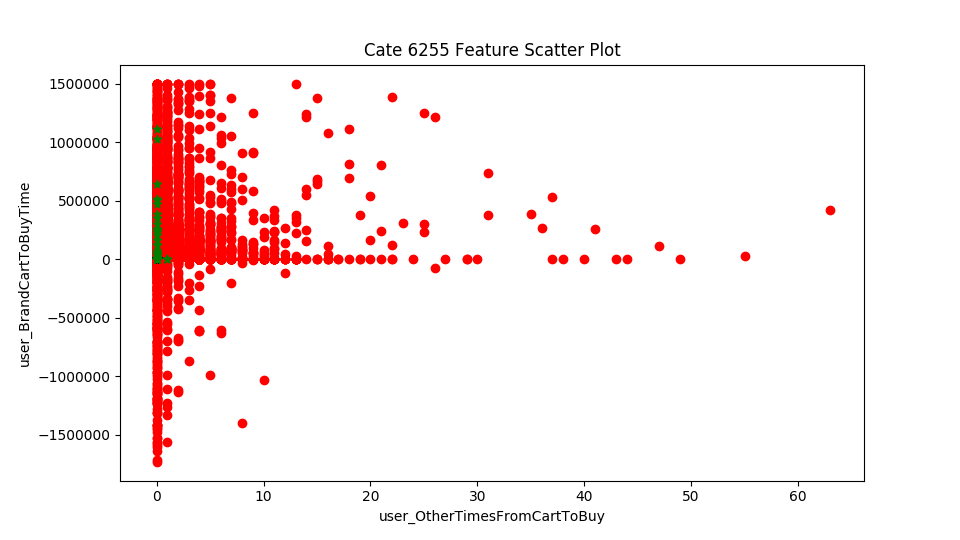 Cate 6255 Feature Scatter Plot
1500000
1000000
500000
0
−500000
−1000000
−1500000
user_BrandCartToBuyTime
0 10 20 30 40 50 60
user_OtherTimesFromCartToBuy